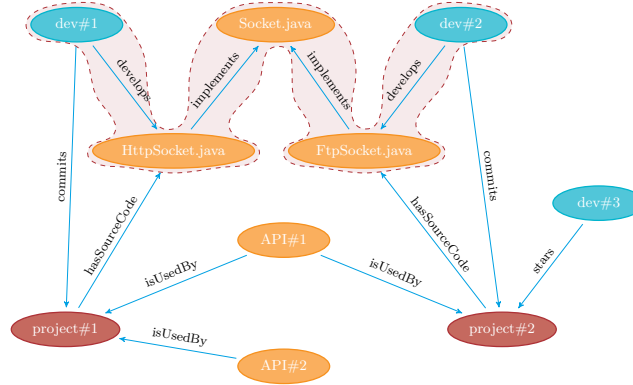 dev#1
Socket.java
dev#2
develops
implements
implements
develops
HttpSocket.java
FtpSocket.java
commits
commits
hasSourceCode
hasSourceCode
dev#3
API#1
isUsedBy
isUsedBy
stars
project#1
project#2
isUsedBy
API#2